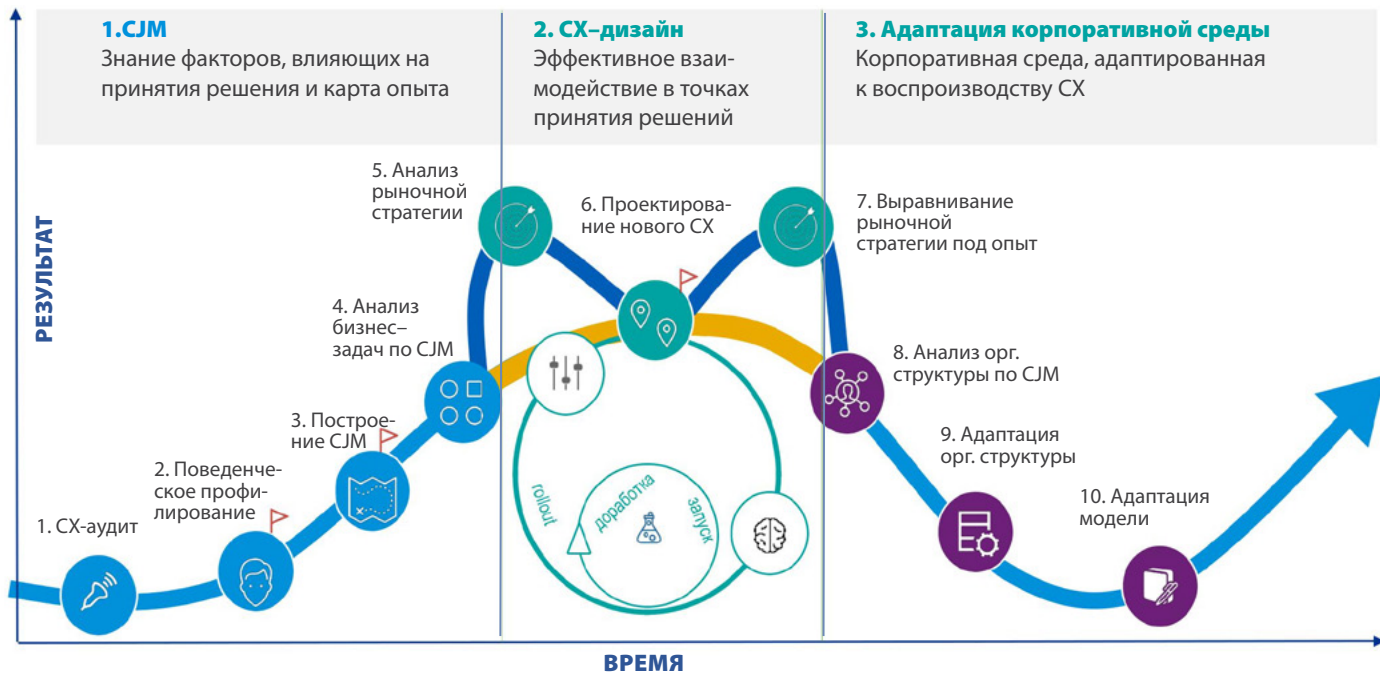 1.CJM
Знание факторов, влияющих на
принятия решения и карта опыта
2. CX–дизайн
Эффективное взаи-
модействие в точках
принятия решений
3. Адаптация корпоративной среды
Корпоративная среда, адаптированная
к воспроизводству CX
РЕЗУЛЬТАТ
1. CX-аудит
2. Поведенче-
ское профи-
лирование
3. Построе-
ние CJM
4. Анализ
бизнес–
задач по CJM
5. Анализ
рыночной
стратегии
6. Проектирова-
ние нового CX
rollout
доработка
запуск
7. Выравнивание
рыночной
стратегии под опыт
8. Анализ орг.
структуры по CJM
9. Адаптация
орг. структуры
10. Адаптация
модели
ВРЕМЯ